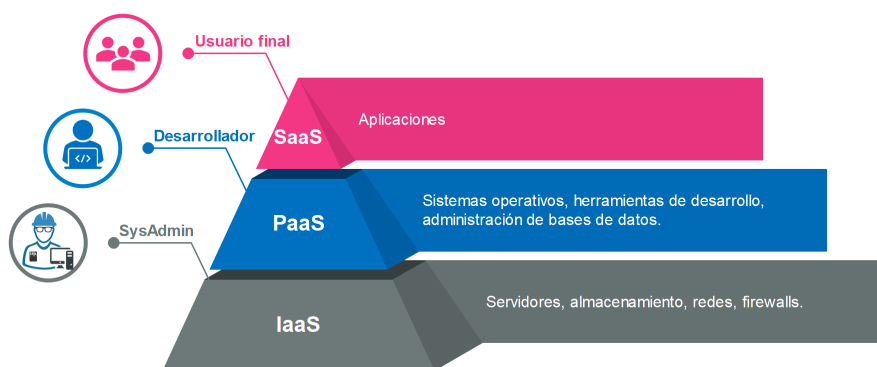 Usuario final
SaaS
Aplicaciones
Desarrollador
PaaS
Sistemas operativos, herramientas de desarrollo,
administración de bases de datos.
SysAdmin
IaaS
Servidores, almacenamiento, redes, firewalls.